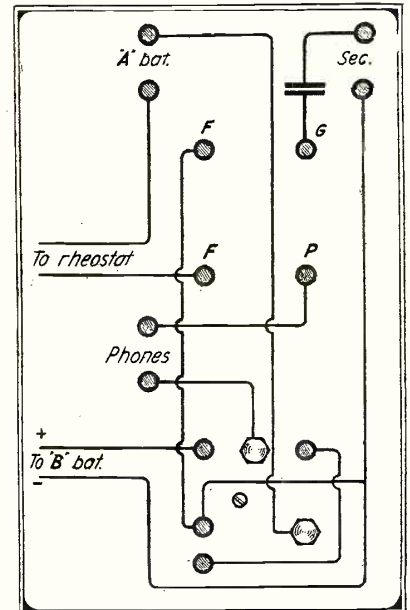 "A" bat.
Sec.
F
G
To rheostat
F
P
Phones
+
To "B" bat.
-